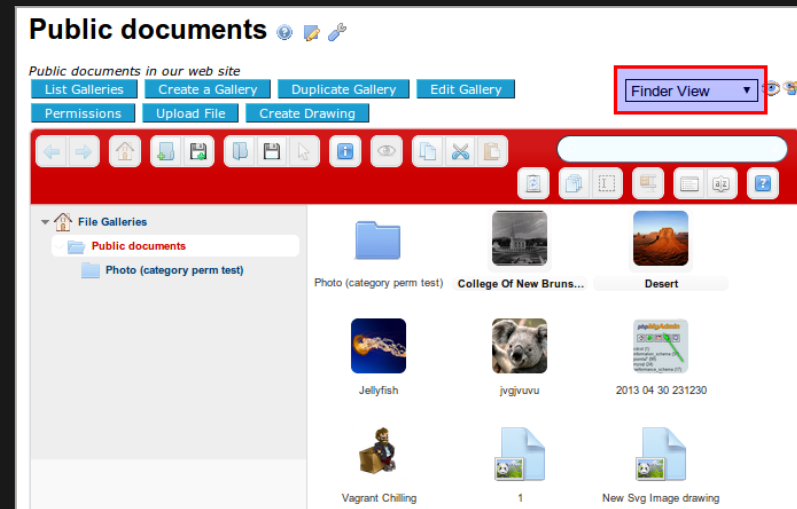 Public documents
Public documents in our web site
List Galleries Create a Gallery Duplicate Gallery Edit Gallery
Finder View
Permissions Upload File Create Drawing
File Galleries
Public documents
Photo (category perm test)
Photo (category perm test) College Of New Bruns... Desert
phpMyAdmin
Jellyfish jvgjvuvu 2013 04 30 231230
Vagrant Chilling 1 New Svg Image drawing